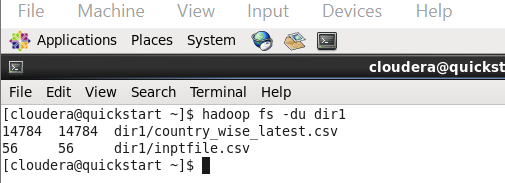 File Machine View Input Devices Help
Applications Places System
cloudera@quickst
File Edit View Search Terminal Help
[cloudera@quickstart ~]$ hadoop fs -du dir1
14784  14784  dir1/country_wise_latest.csv
56     56     dir1/inptfile.csv
[cloudera@quickstart ~]$